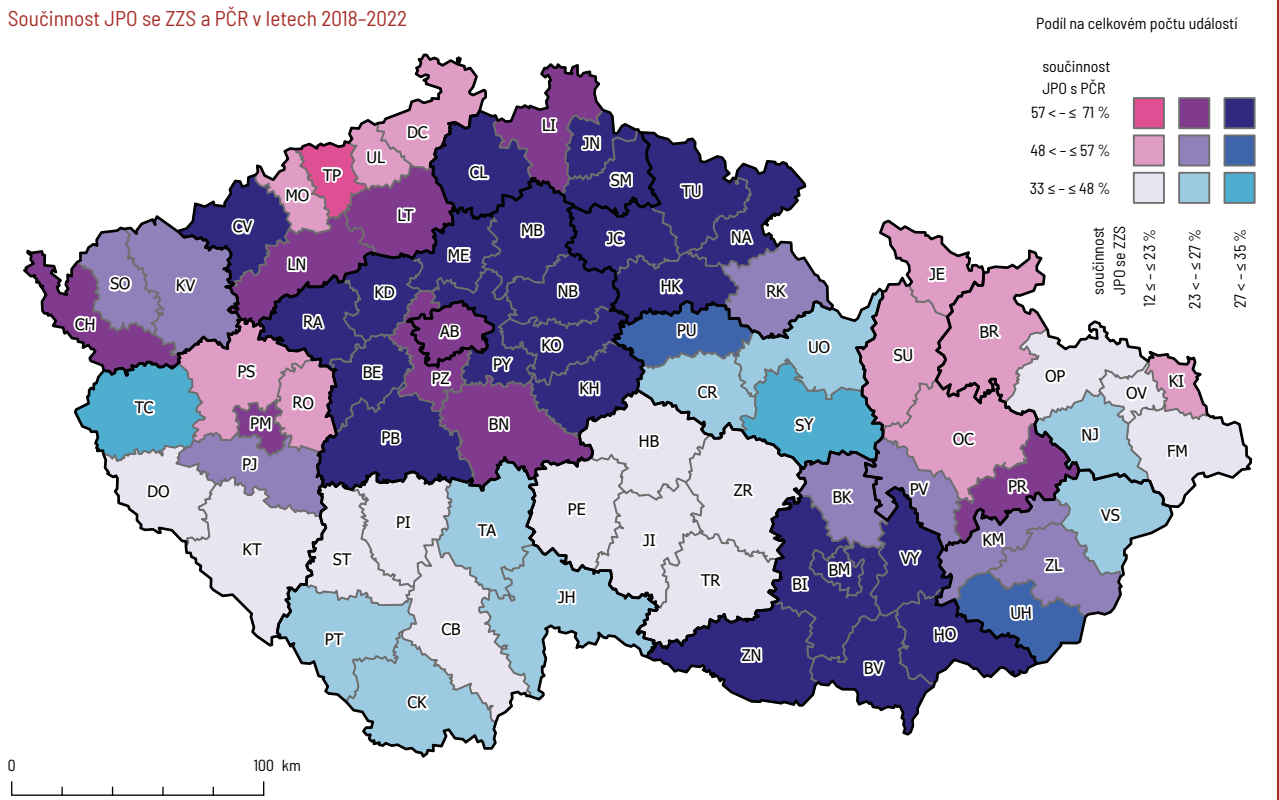 Součinnost JPO se ZZS a PČR v letech 2018–2022
Podíl na celkovém počtu událostí
součinnost
JPO s PČR
57 < – ≤ 71 %
48 < – ≤ 57 %
33 ≤ – ≤ 48 %
součinnost
JPO se ZZS
12 ≤ – ≤ 23 %
23 < – ≤ 27 %
27 < – ≤ 35 %
DC
LI
JN
UL
TP
CL
SM
MO
TU
LT
CV
MB
JC
NA
ME
LN
JE
SO
KV
KD
NB
HK
RK
CH
RA
AB
PU
BR
KO
UO
SU
PS
BE
PZ
PY
OP
KI
KH
CR
OV
RO
TC
PM
BN
SY
PB
HB
OC
NJ
FM
PJ
DO
ZR
BK
PV
PR
PI
PE
TA
VS
KT
ST
JI
KM
VY
BM
ZL
TR
BI
JH
UH
PT
CB
HO
ZN
BV
CK
0
100 km